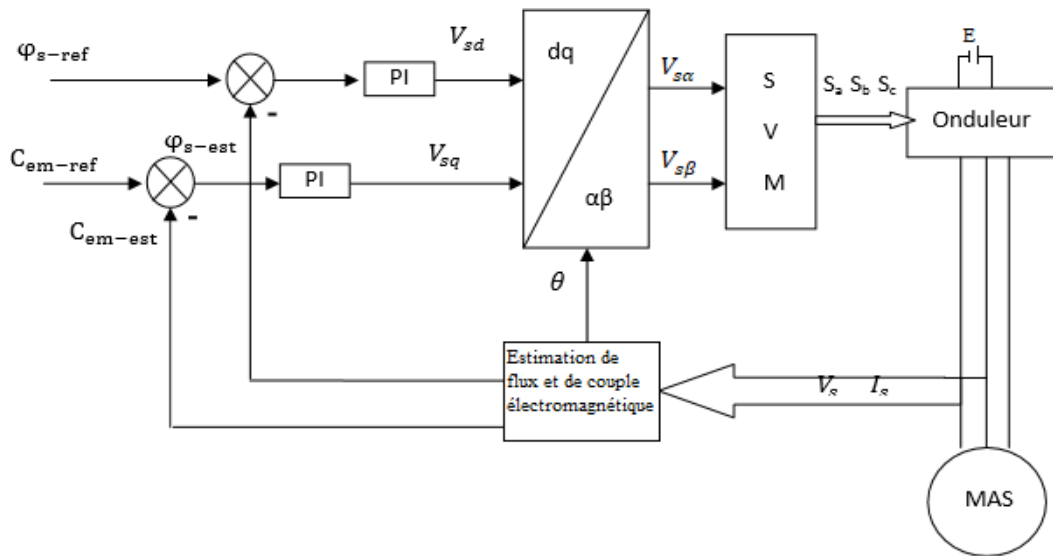 φs−ref
Vsd
PI
dq
αβ
Vsα
S
V
M
Sa Sb Sc
E
Onduleur
-
φs−est
Cem−ref
PI
Vsq
Vsβ
-
Cem−est
θ
Estimation de
flux et de couple
électromagnétique
Vs Is
MAS